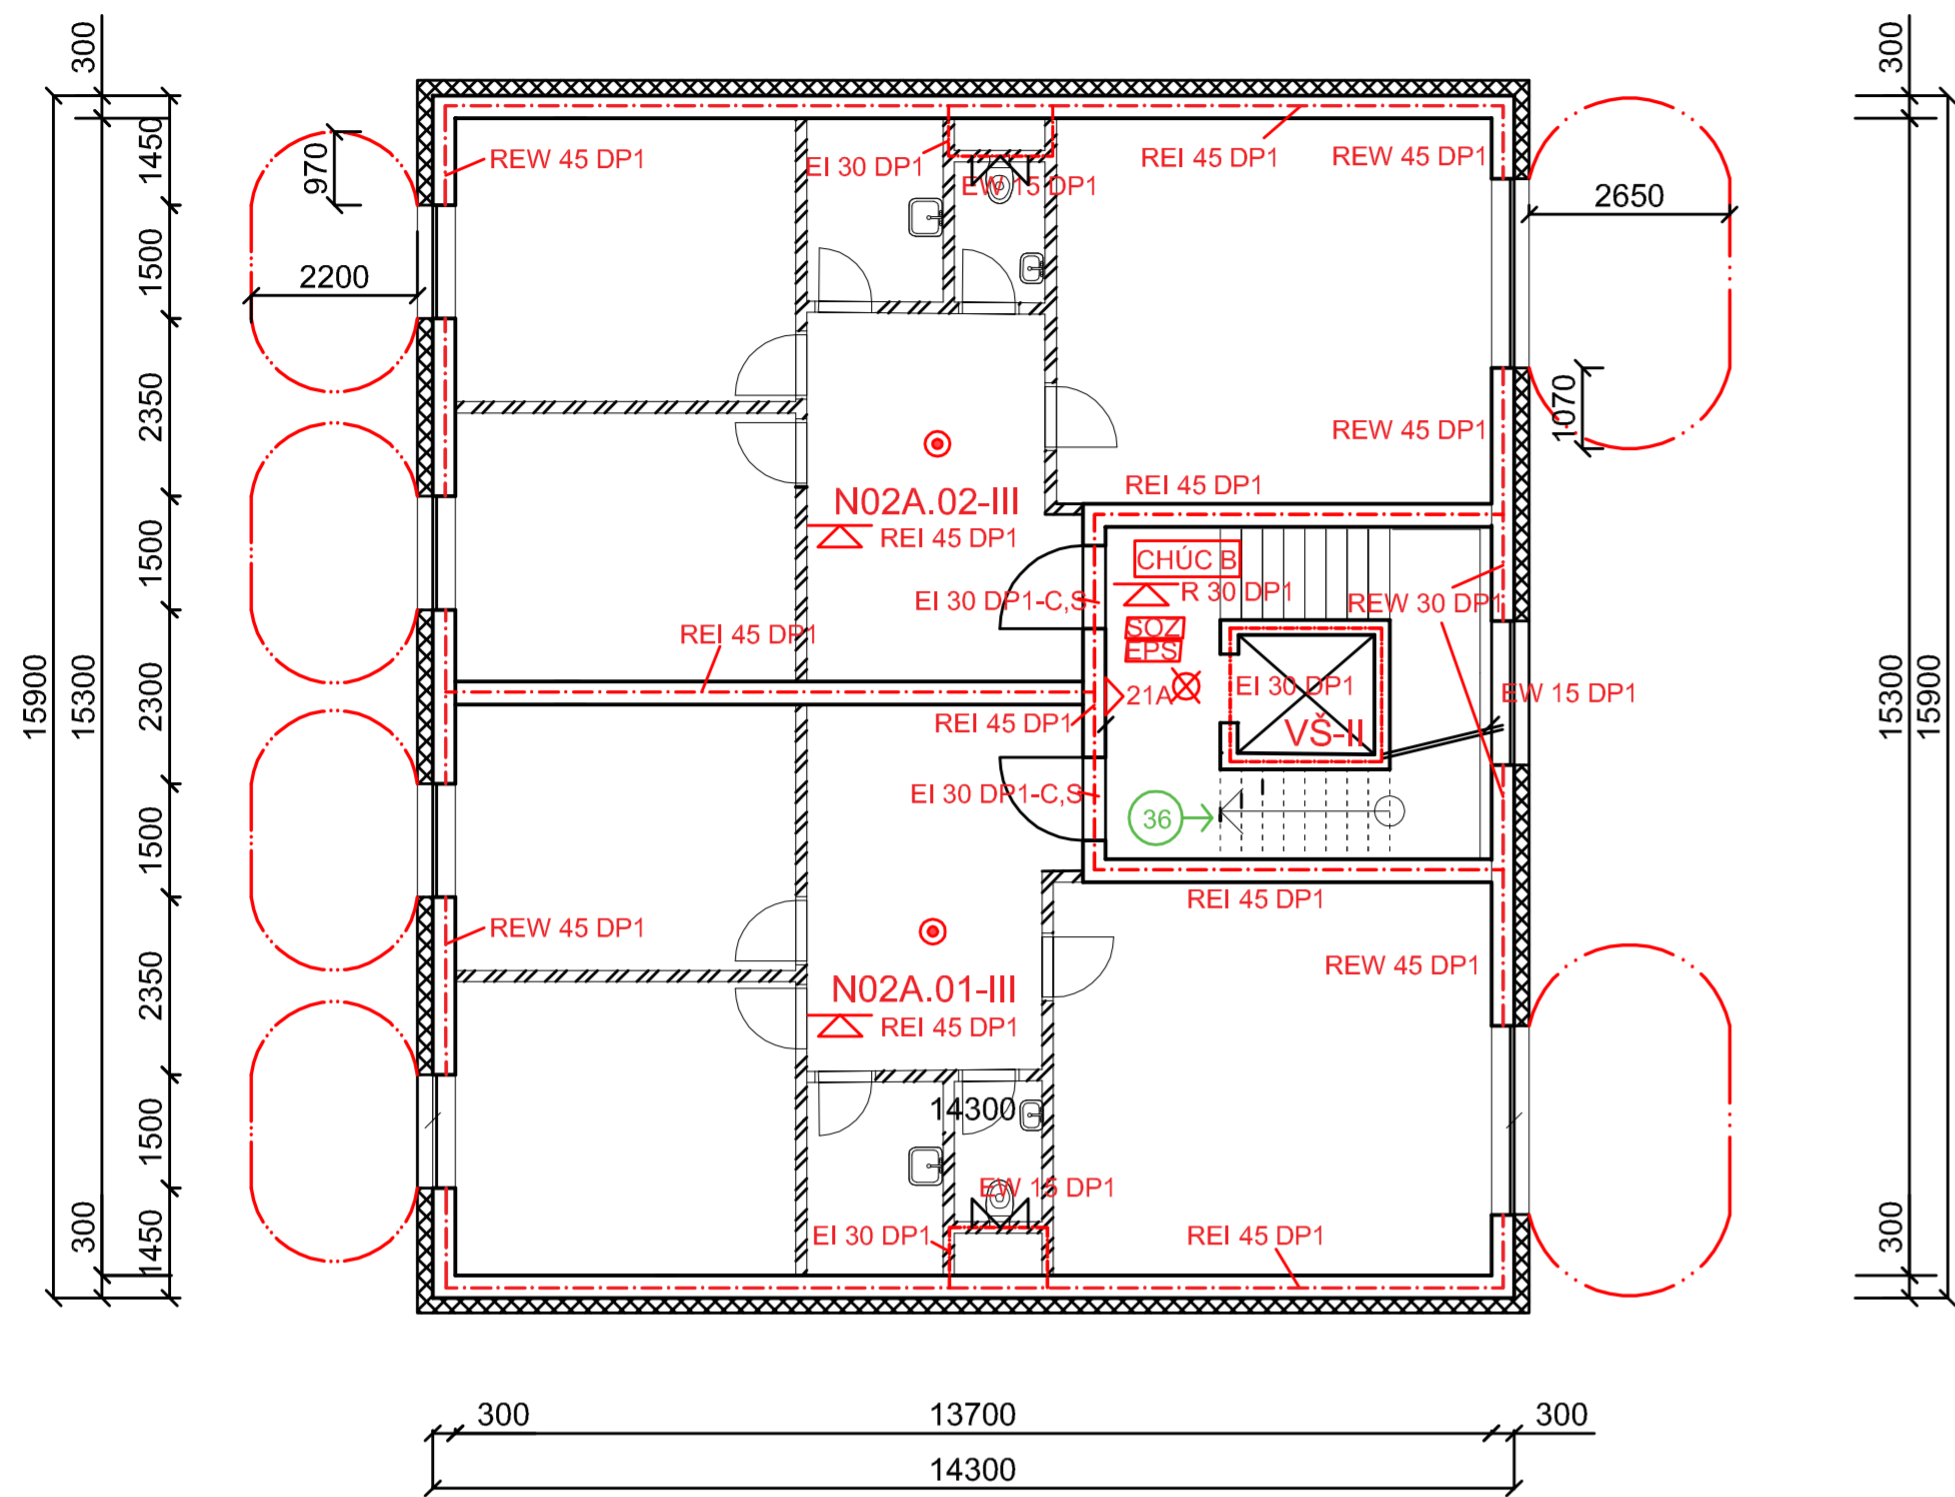 300
300
1450
970
REW 45 DP1
EI 30 DP1
EW 15 DP1
REI 45 DP1
REW 45 DP1
2650
1500
2200
2350
1070
REW 45 DP1
REI 45 DP1
N02A.02-III
REI 45 DP1
1500
CHÚC B
R 30 DP1
EI 30 DP1-C,S
REW 30 DP1
SOZ
EPS
REI 45 DP1
15900
15300
2300
21A
EI 30 DP1
EW 15 DP1
REI 45 DP1
VŠ-II
15300
15900
EI 30 DP1-C,S
36
1500
REI 45 DP1
REW 45 DP1
REW 45 DP1
2350
N02A.01-III
REI 45 DP1
14300
1500
EW 15 DP1
EI 30 DP1
REI 45 DP1
300
1450
300
300
13700
300
14300